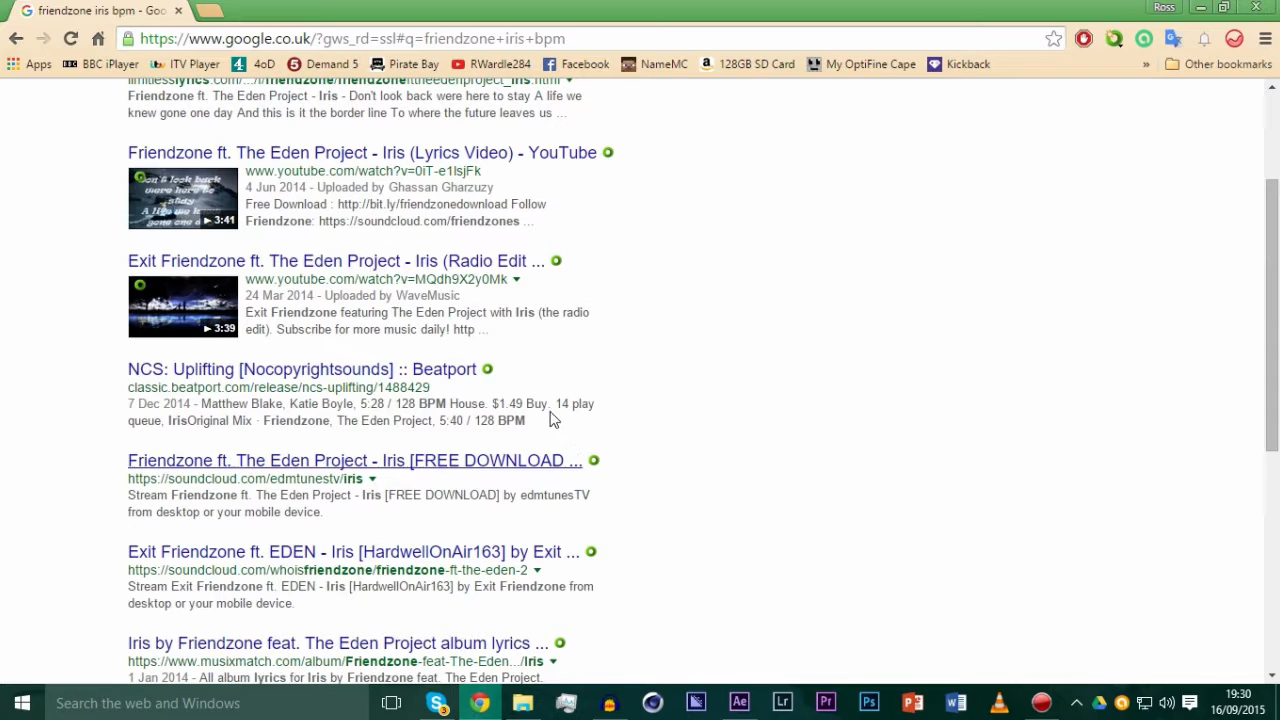 friendzone iris bpm - Goo
Ross
https://www.google.co.uk/?gws_rd=ssl#q=friendzone+iris+bpm
Apps
BBC iPlayer
ITV Player
4oD
Demand 5
Pirate Bay
RWardle284
Facebook
NameMC
128GB SD Card
My OptiFine Cape
Kickback
»
Other bookmarks
Friendzone ft. The Eden Project - Iris - Don't look back were here to stay A life we
knew gone one day And this is it the border line To where the future leaves us ...
Friendzone ft. The Eden Project - Iris (Lyrics Video) - YouTube
www.youtube.com/watch?v=0iT-e1lsjFk
4 Jun 2014 - Uploaded by Ghassan Gharzuzy
Free Download : http://bit.ly/friendzonedownload Follow
Friendzone: https://soundcloud.com/friendzones ...
Don't look back
were here to
stay
A life we
3:41
Exit Friendzone ft. The Eden Project - Iris (Radio Edit ...
www.youtube.com/watch?v=MQdh9X2y0Mk
24 Mar 2014 - Uploaded by WaveMusic
Exit Friendzone featuring The Eden Project with Iris (the radio
edit). Subscribe for more music daily! http ...
3:39
NCS: Uplifting [Nocopyrightsounds] :: Beatport
classic.beatport.com/release/ncs-uplifting/1488429
7 Dec 2014 - Matthew Blake, Katie Boyle, 5:28 / 128 BPM House. $1.49 Buy. 14 play
queue, IrisOriginal Mix · Friendzone, The Eden Project, 5:40 / 128 BPM
Friendzone ft. The Eden Project - Iris [FREE DOWNLOAD ...
https://soundcloud.com/edmtunestv/iris
Stream Friendzone ft. The Eden Project - Iris [FREE DOWNLOAD] by edmtunesTV
from desktop or your mobile device.
Exit Friendzone ft. EDEN - Iris [HardwellOnAir163] by Exit ...
https://soundcloud.com/whoisfriendzone/friendzone-ft-the-eden-2
Stream Exit Friendzone ft. EDEN - Iris [HardwellOnAir163] by Exit Friendzone from
desktop or your mobile device.
Iris by Friendzone feat. The Eden Project album lyrics ...
https://www.musixmatch.com/album/Friendzone-feat-The-Eden.../Iris
1 Jan 2014 - All album lyrics for Iris by Friendzone feat. The Eden Project.
Search the web and Windows
19:30
16/09/2015